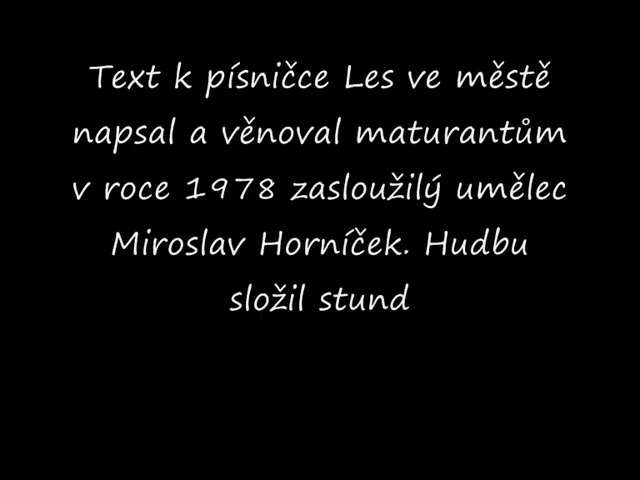 Text k písničce Les ve městě
napsal a věnoval maturantům
v roce 1978 zasloužilý umělec
Miroslav Horníček. Hudbu
složil stund